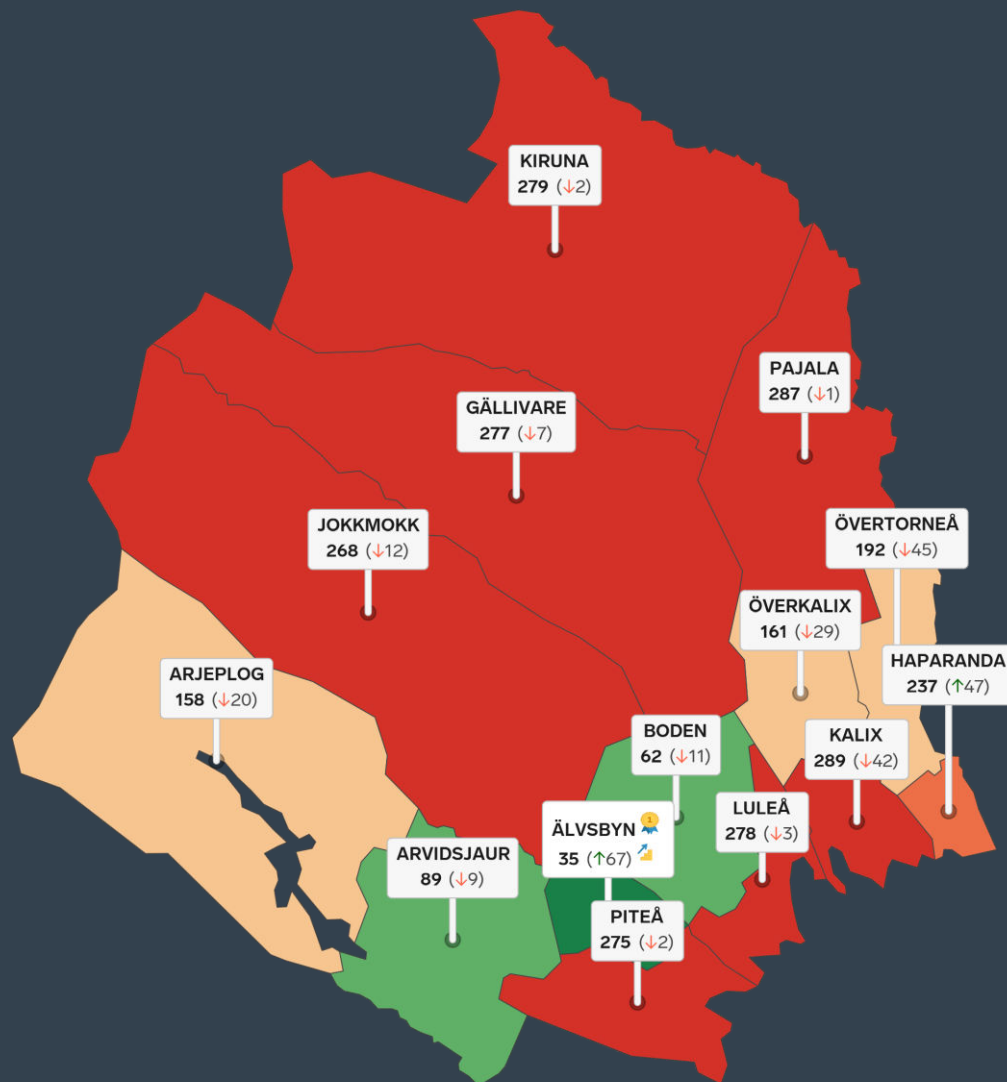 KIRUNA
279 (↓2)
PAJALA
287 (↓1)
GÄLLIVARE
277 (↓7)
JOKKMOKK
268 (↓12)
ÖVERTORNEÅ
192 (↓45)
ÖVERKALIX
161 (↓29)
HAPARANDA
237 (↑47)
ARJEPLOG
158 (↓20)
BODEN
62 (↓11)
KALIX
289 (↓42)
LULEÅ
278 (↓3)
ÄLVSBYN 1
35 (↑67)
ARVIDSJAUR
89 (↓9)
PITEÅ
275 (↓2)